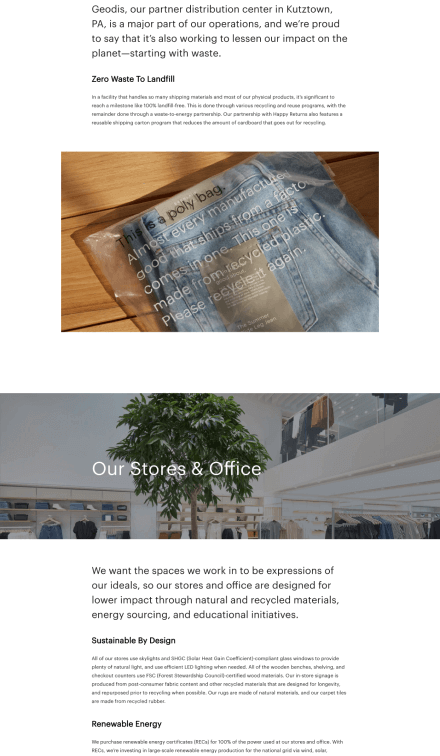 Geodis, our partner distribution center in Kutztown,
PA, is a major part of our operations, and we're proud
to say that it's also working to lessen our impact on the
planet—starting with waste.
Zero Waste To Landfill
In a facility that handles so many shipping materials and most of our physical products, it's significant to
reach a milestone like 100% landfill-free. This is done through various recycling and reuse programs, with the
remainder done through a waste-to-energy partnership. Our partnership with Happy Returns also features a
reusable shipping carton program that reduces the amount of cardboard that goes out for recycling.
This is a poly bag.
Almost every manufacture
good that ships from a facto
comes in one. This one is
made from recycled plastic.
Please recycle it again.
Our Stores & Office
We want the spaces we work in to be expressions of
our ideals, so our stores and office are designed for
lower impact through natural and recycled materials,
energy sourcing, and educational initiatives.
Sustainable By Design
All of our stores use skylights and SHGC (Solar Heat Gain Coefficient)-compliant glass windows to provide
plenty of natural light, and use efficient LED lighting when needed. All of the wooden benches, shelving, and
checkout counters use FSC (Forest Stewardship Council)-certified wood materials. Our in-store signage is
produced from post-consumer fabric content and other recycled materials that are designed for longevity,
and repurposed prior to recycling when possible. Our rugs are made of natural materials, and our carpet tiles
are made from recycled rubber.
Renewable Energy
We purchase renewable energy certificates (RECs) for 100% of the power used at our stores and office. With
RECs, we're investing in large-scale renewable energy production for the national grid via wind, solar,